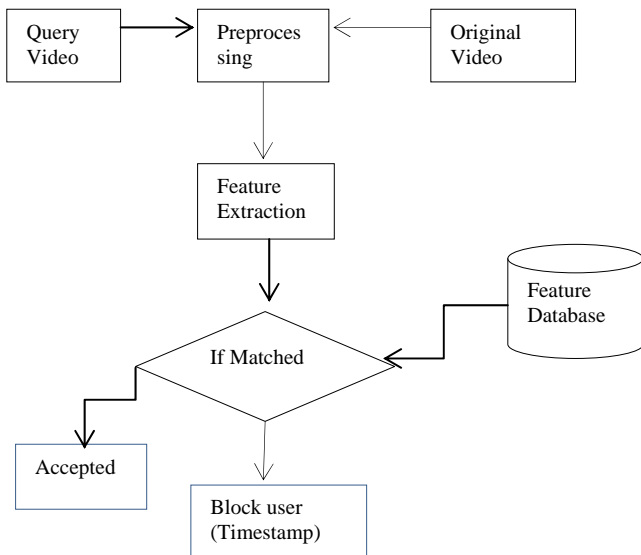 Query
Video
Preproces
sing
Original
Video
Feature
Extraction
Feature
Database
If Matched
Accepted
Block user
(Timestamp)